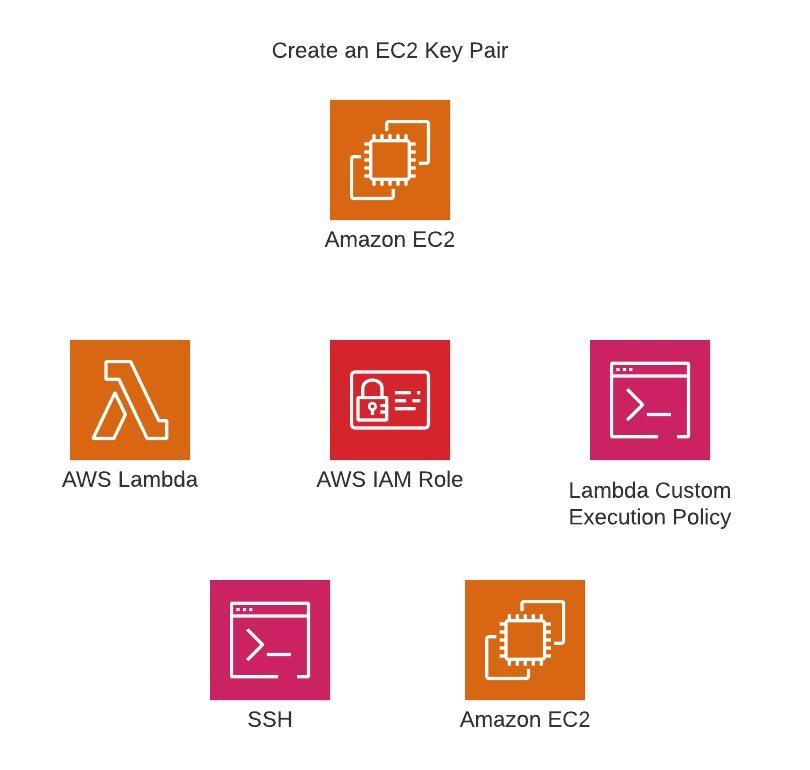 Create an EC2 Key Pair
Amazon EC2
AWS Lambda
AWS IAM Role
Lambda Custom
Execution Policy
SSH
Amazon EC2